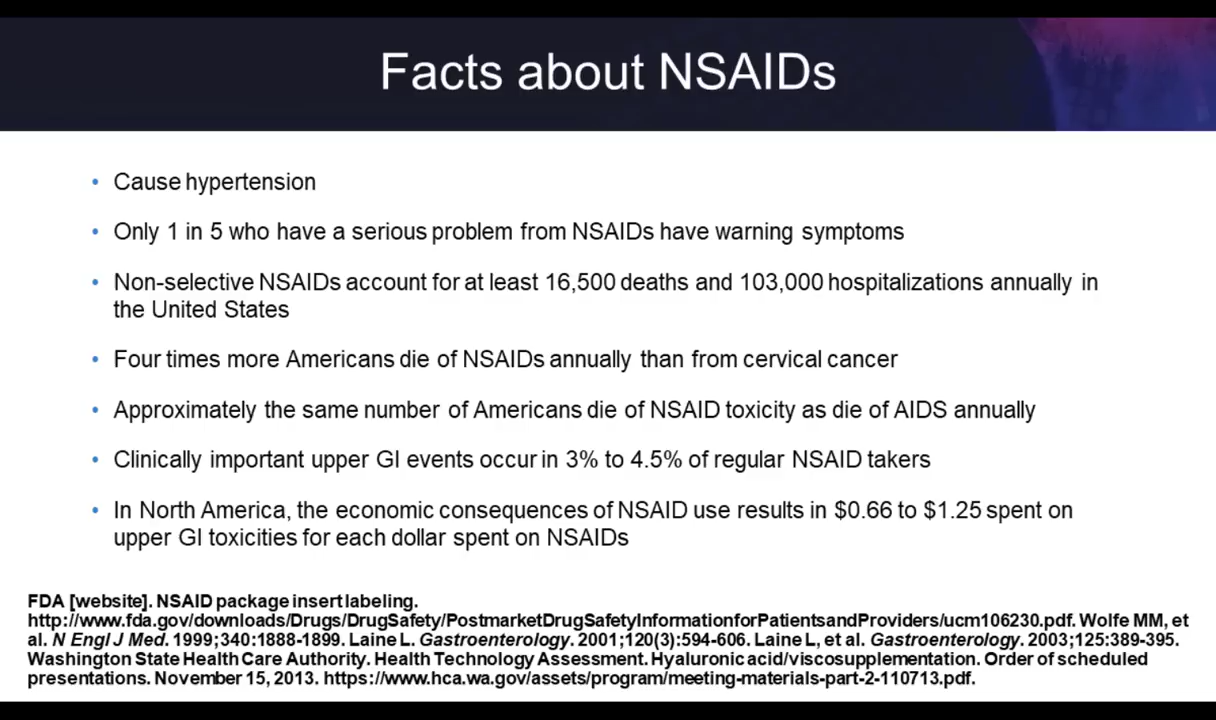 Facts about NSAIDs
• Cause hypertension
• Only 1 in 5 who have a serious problem from NSAIDs have warning symptoms
• Non-selective NSAIDs account for at least 16,500 deaths and 103,000 hospitalizations annually in
the United States
• Four times more Americans die of NSAIDs annually than from cervical cancer
• Approximately the same number of Americans die of NSAID toxicity as die of AIDS annually
• Clinically important upper GI events occur in 3% to 4.5% of regular NSAID takers
• In North America, the economic consequences of NSAID use results in $0.66 to $1.25 spent on
upper GI toxicities for each dollar spent on NSAIDs
FDA [website]. NSAID package insert labeling.
http://www.fda.gov/downloads/Drugs/DrugSafety/PostmarketDrugSafetyInformationforPatientsandProviders/ucm106230.pdf. Wolfe MM, et
al. N Engl J Med. 1999;340:1888-1899. Laine L. Gastroenterology. 2001;120(3):594-606. Laine L, et al. Gastroenterology. 2003;125:389-395.
Washington State Health Care Authority. Health Technology Assessment. Hyaluronic acid/viscosupplementation. Order of scheduled
presentations. November 15, 2013. https://www.hca.wa.gov/assets/program/meeting-materials-part-2-110713.pdf.